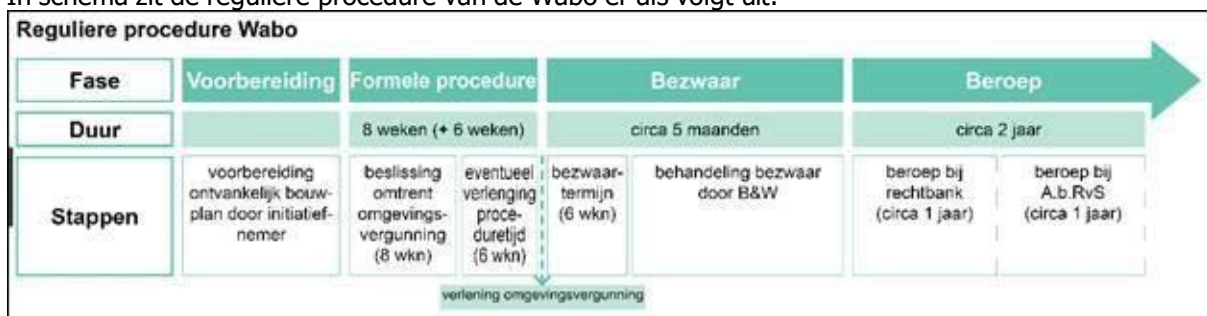 In schema zit de reguliere procedure van de Wabo er als volgt uit:
Reguliere procedure Wabo
Fase
Voorbereiding
Formele procedure
Bezwaar
Beroep
Duur
8 weken (+ 6 weken)
circa 5 maanden
circa 2 jaar
Stappen
voorbereiding
ontvankelijk bouw-
plan door initiatief-
nemer
beslissing
omtrent
omgevings-
vergunning
(8 wkn)
eventueel
verlenging
proce-
duretijd
(6 wkn)
bezwaar-
termijn
(6 wkn)
behandeling bezwaar
door B&W
beroep bij
rechtbank
(circa 1 jaar)
beroep bij
A.b.RvS
(circa 1 jaar)
verlening omgevingsvergunning